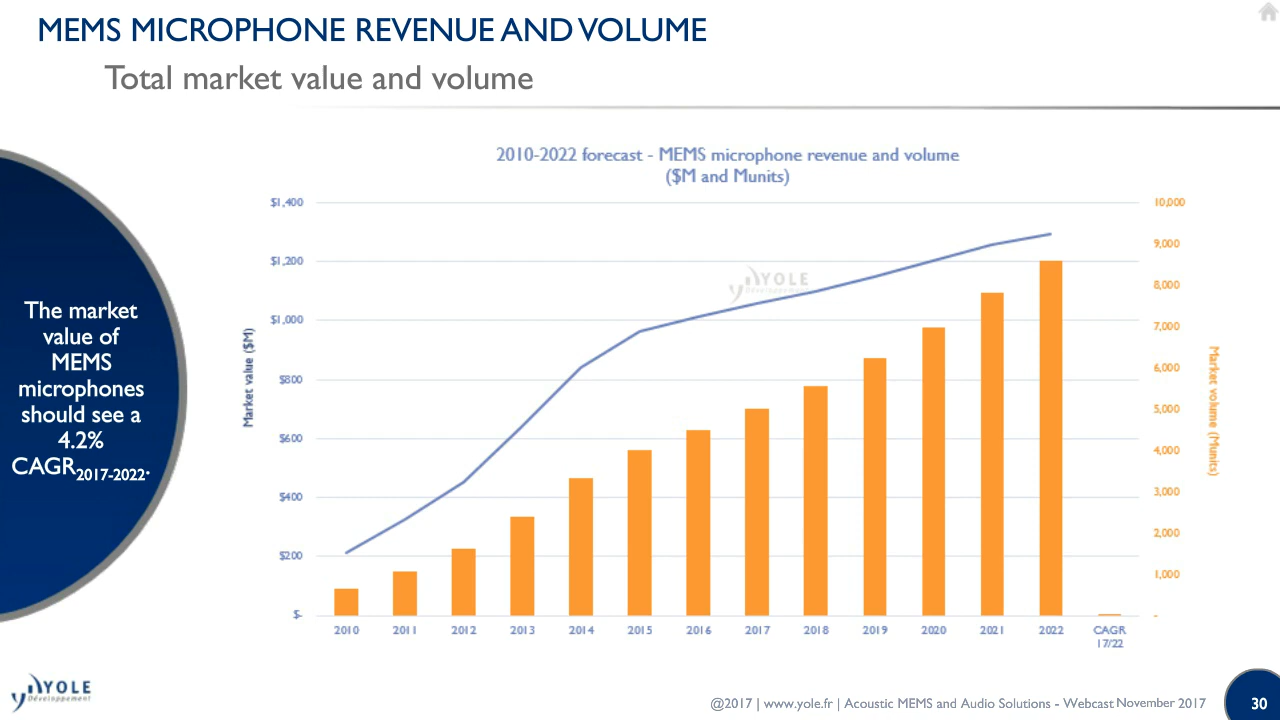 MEMS MICROPHONE REVENUE AND VOLUME
Total market value and volume
The market
value of
MEMS
microphones
should see a
4.2%
CAGR2017-2022.
2010-2022 forecast - MEMS microphone revenue and volume
($M and Munits)
$1,400
$1,200
$1,000
$800
$600
$400
$200
$-
Market value ($M)
10,000
9,000
8,000
7,000
6,000
5,000
4,000
3,000
2,000
1,000
-
Market volume (Munits)
YOLE
Développement
2010 2011 2012 2013 2014 2015 2016 2017 2018 2019 2020 2021 2022 CAGR
17/22
YOLE
Développement
@2017 | www.yole.fr | Acoustic MEMS and Audio Solutions - Webcast November 2017
30